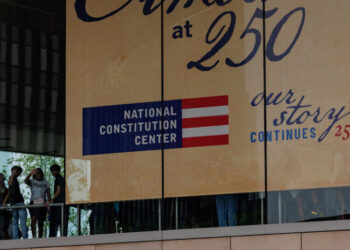 at
250
NATIONAL
CONSTITUTION
CENTER
our
story
CONTINUES